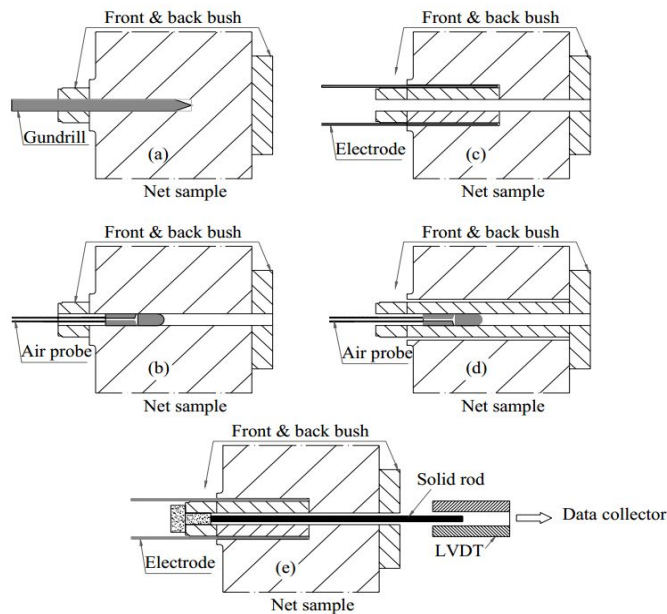 Front & back bush
Gundrill
(a)
Net sample
Front & back bush
Electrode
(c)
Net sample
Front & back bush
Air probe
(b)
Net sample
Front & back bush
Air probe
(d)
Net sample
Front & back bush
Solid rod
Data collector
LVDT
Electrode
(e)
Net sample